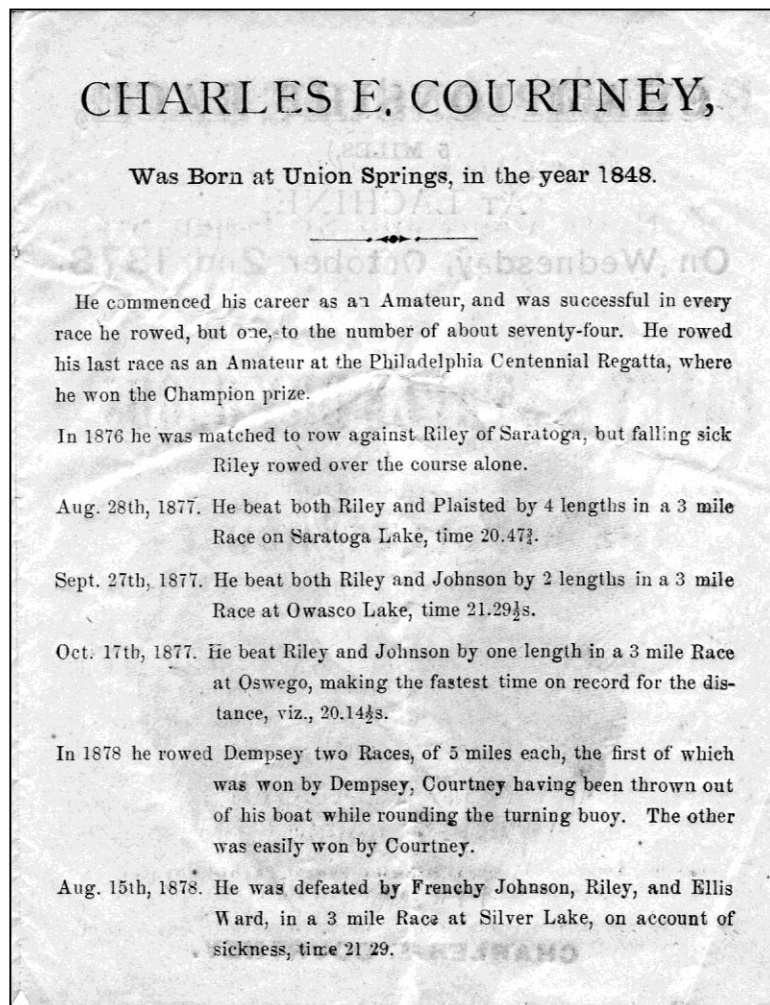 CHARLES E. COURTNEY,
Was Born at Union Springs, in the year 1848.
He commenced his career as an Amateur, and was successful in every
race he rowed, but one, to the number of about seventy-four. He rowed
his last race as an Amateur at the Philadelphia Centennial Regatta, where
he won the Champion prize.
In 1876 he was matched to row against Riley of Saratoga, but falling sick
Riley rowed over the course alone.
Aug. 28th, 1877. He beat both Riley and Plaisted by 4 lengths in a 3 mile
Race on Saratoga Lake, time 20.47¾.
Sept. 27th, 1877. He beat both Riley and Johnson by 2 lengths in a 3 mile
Race at Owasco Lake, time 21.29½s.
Oct. 17th, 1877. He beat Riley and Johnson by one length in a 3 mile Race
at Oswego, making the fastest time on record for the dis-
tance, viz., 20.14½s.
In 1878 he rowed Dempsey two Races, of 5 miles each, the first of which
was won by Dempsey, Courtney having been thrown out
of his boat while rounding the turning buoy. The other
was easily won by Courtney.
Aug. 15th, 1878. He was defeated by Frenchy Johnson, Riley, and Ellis
Ward, in a 3 mile Race at Silver Lake, on account of
sickness, time 21 29.
5 MILES,
AT LACHINE
On Wednesday, October 2nd, 1878.